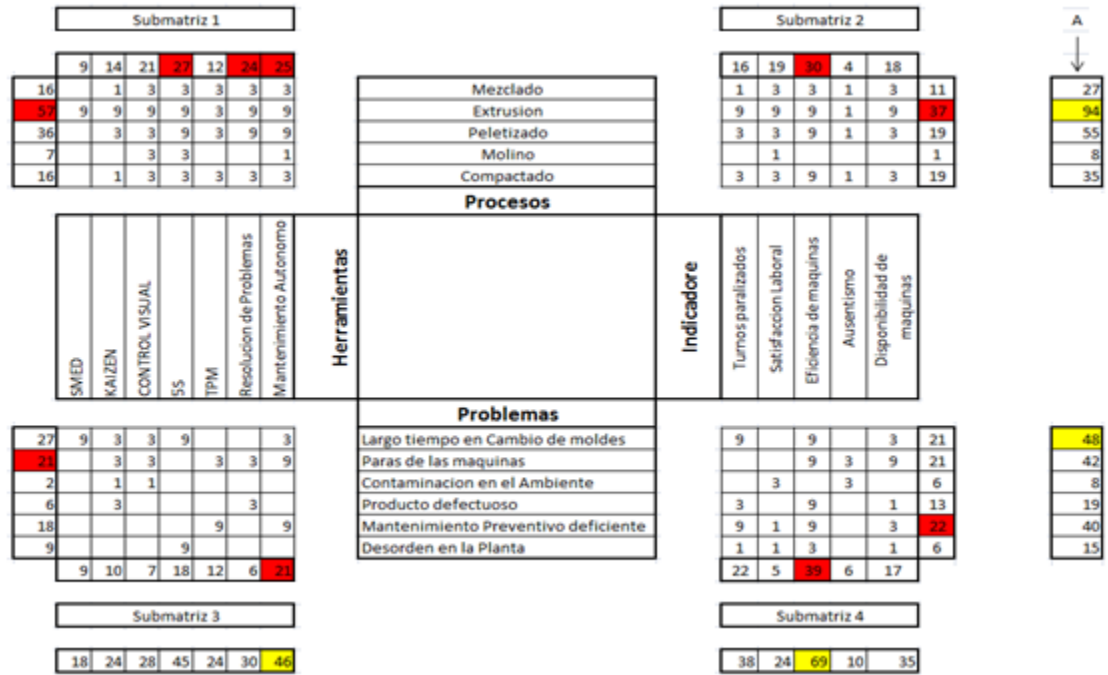 Submatriz 1 Submatriz 2 A
9 14 21 27 12 24 25 16 19 30 4 18
16 1 3 3 3 3 3 Mezclado 1 3 3 1 3 11 27
57 9 9 9 9 3 9 9 Extrusion 9 9 9 1 9 37 94
36 3 3 9 3 9 9 Peletizado 3 3 9 1 3 19 55
7 3 3 1 Molino 1 1 8
16 1 3 3 3 3 3 Compactado 3 3 9 1 3 19 35
Procesos
SMED
KAIZEN
CONTROL VISUAL
5S
TPM
Resolucion de Problemas
Mantenimiento Autonomo
Herramientas
Indicadore
Turnos paralizados
Satisfaccion Laboral
Eficiencia de maquinas
Ausentismo
Disponibilidad de
maquinas
Problemas
27 9 3 3 9 3 Largo tiempo en Cambio de moldes 9 9 3 21 48
21 3 3 3 3 9 Paras de las maquinas 9 3 9 21 42
2 1 1 Contaminacion en el Ambiente 3 3 6 8
6 3 3 Producto defectuoso 3 9 1 13 19
18 9 9 Mantenimiento Preventivo deficiente 9 1 9 3 22 40
9 9 Desorden en la Planta 1 1 3 1 6 15
9 10 7 18 12 6 21 22 5 39 6 17
Submatriz 3 Submatriz 4
18 24 28 45 24 30 46 38 24 69 10 35